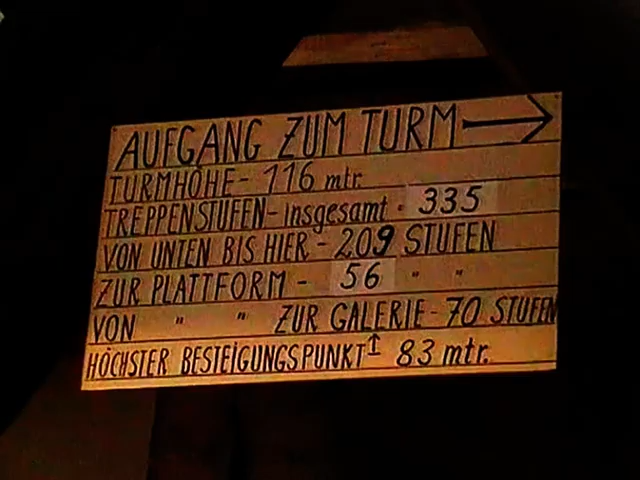 AUFGANG ZUM TURM →
TURMHÖHE - 116 mtr.
TREPPENSTUFEN - insgesamt - 335
VON UNTEN BIS HIER - 209 STUFEN
ZUR PLATTFORM - 56 " "
VON " " ZUR GALERIE - 70 STUFEN
HÖCHSTER BESTEIGUNGSPUNKT ↑ 83 mtr.